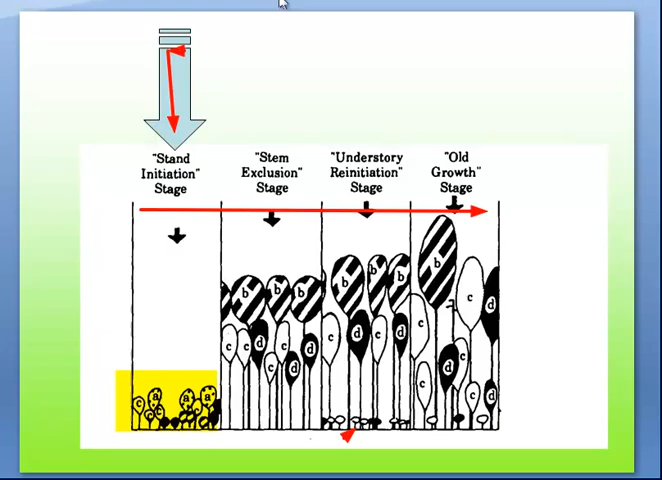 "Stand
Initiation"
Stage
"Stem
Exclusion"
Stage
"Understory
Reinitiation"
Stage
"Old
Growth"
Stage
b
b
b
c
c
d
c
c
d
d
b
b
b
c
d
c
d
b
c
c
d
c
d
c
c
d
c
a
c
c
a
a